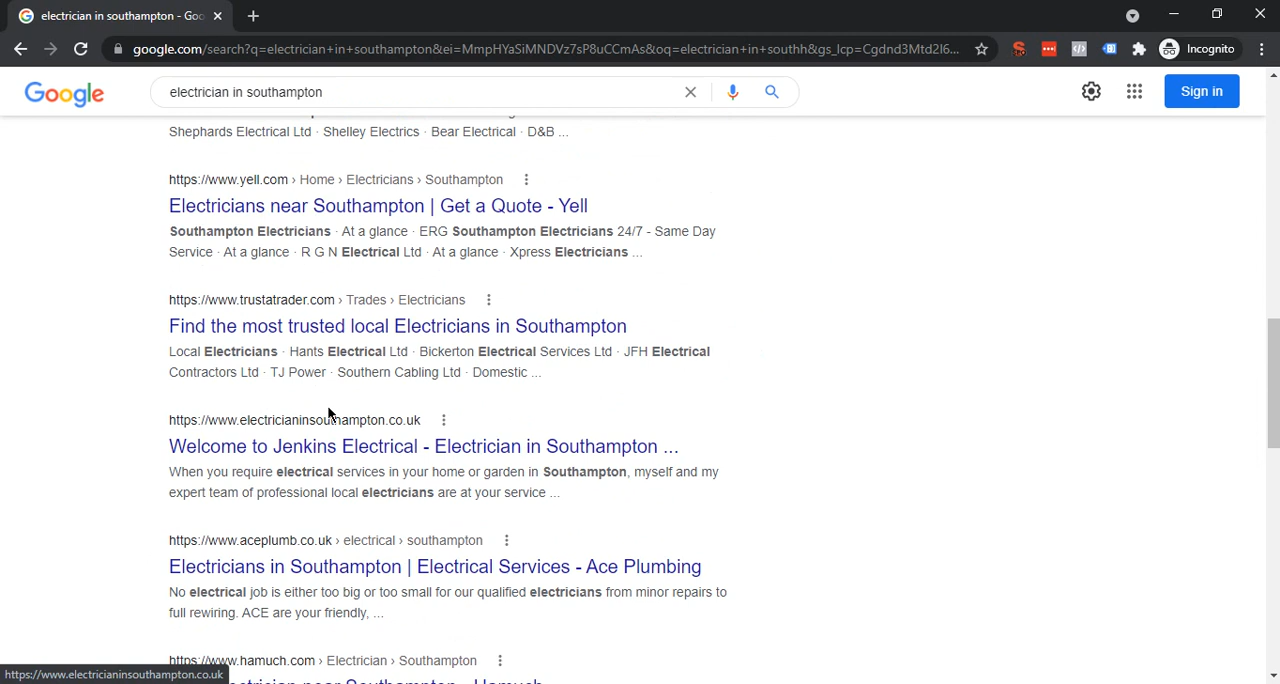 electrician in southampton - Goo
google.com/search?q=electrician+in+southampton&ei=MmpHYaSiMNDVz7sP8uCCmAs&oq=electrician+in+southh&gs_lcp=Cgdnd3Mtd2l6...
Incognito
Google
electrician in southampton
Sign in
Shephards Electrical Ltd · Shelley Electrics · Bear Electrical · D&B ...
https://www.yell.com › Home › Electricians › Southampton
Electricians near Southampton | Get a Quote - Yell
Southampton Electricians · At a glance · ERG Southampton Electricians 24/7 - Same Day
Service · At a glance · R G N Electrical Ltd · At a glance · Xpress Electricians ...
https://www.trustatrader.com › Trades › Electricians
Find the most trusted local Electricians in Southampton
Local Electricians · Hants Electrical Ltd · Bickerton Electrical Services Ltd · JFH Electrical
Contractors Ltd · TJ Power · Southern Cabling Ltd · Domestic ...
https://www.electricianinsouthampton.co.uk
Welcome to Jenkins Electrical - Electrician in Southampton ...
When you require electrical services in your home or garden in Southampton, myself and my
expert team of professional local electricians are at your service ...
https://www.aceplumb.co.uk › electrical › southampton
Electricians in Southampton | Electrical Services - Ace Plumbing
No electrical job is either too big or too small for our qualified electricians from minor repairs to
full rewiring. ACE are your friendly, ...
https://www.hamuch.com › Electrician › Southampton
near Southampton - Hamuch
https://www.electricianinsouthampton.co.uk